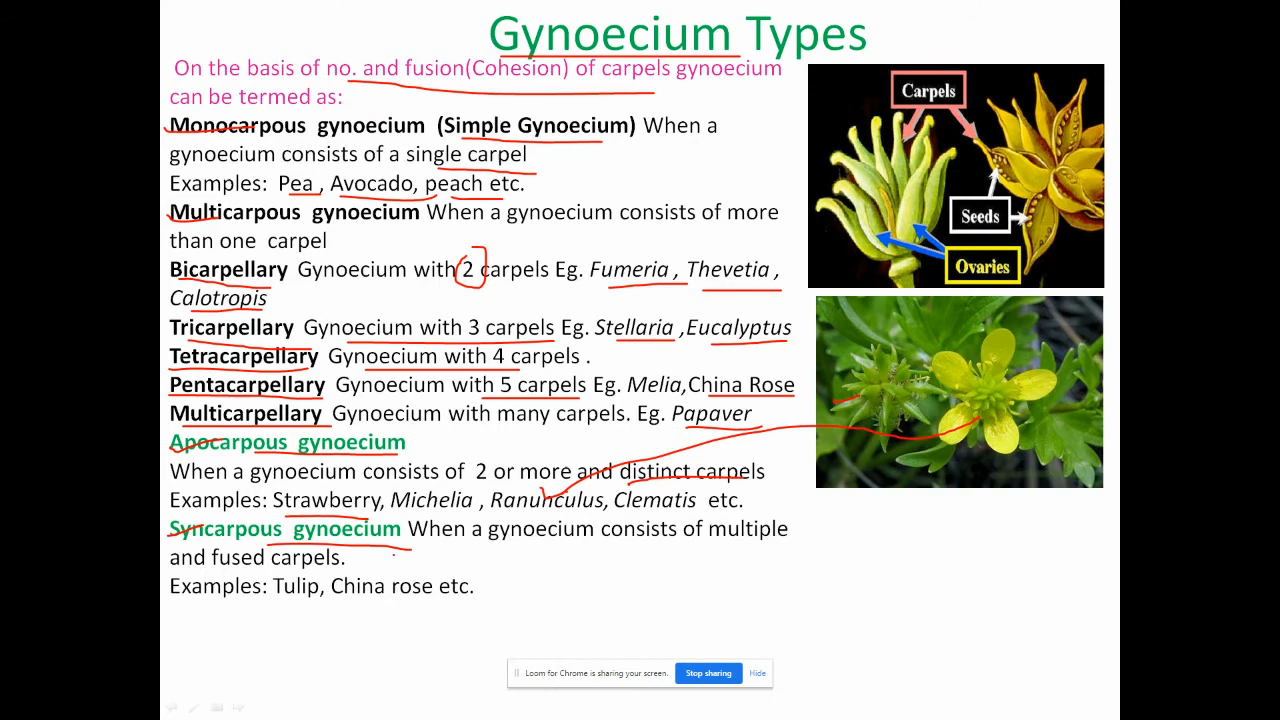 Gynoecium Types
On the basis of no. and fusion(Cohesion) of carpels gynoecium
can be termed as:
Monocarpous gynoecium (Simple Gynoecium) When a
gynoecium consists of a single carpel
Examples: Pea , Avocado, peach etc.
Multicarpous gynoecium When a gynoecium consists of more
than one carpel
Bicarpellary Gynoecium with 2 carpels Eg. Fumeria , Thevetia ,
Calotropis
Tricarpellary Gynoecium with 3 carpels Eg. Stellaria ,Eucalyptus
Tetracarpellary Gynoecium with 4 carpels .
Pentacarpellary Gynoecium with 5 carpels Eg. Melia,China Rose
Multicarpellary Gynoecium with many carpels. Eg. Papaver
Apocarpous gynoecium
When a gynoecium consists of 2 or more and distinct carpels
Examples: Strawberry, Michelia , Ranunculus, Clematis etc.
Syncarpous gynoecium When a gynoecium consists of multiple
and fused carpels.
Examples: Tulip, China rose etc.
Carpels
Seeds
Ovaries
Loom for Chrome is sharing your screen. Stop sharing Hide